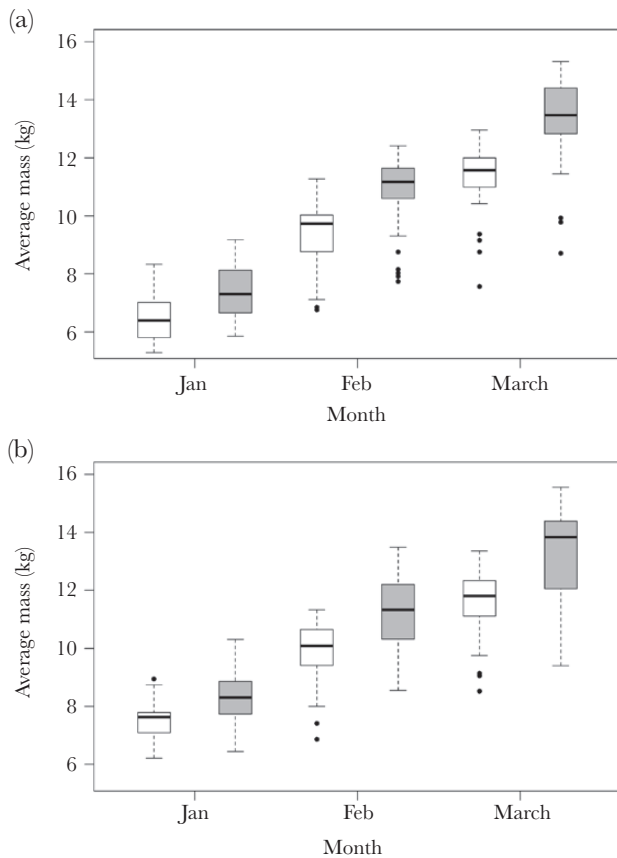 (a)
16
14
12
10
8
6
Average mass (kg)
Jan
Feb
March
Month
(b)
16
14
12
10
8
6
Average mass (kg)
Jan
Feb
March
Month